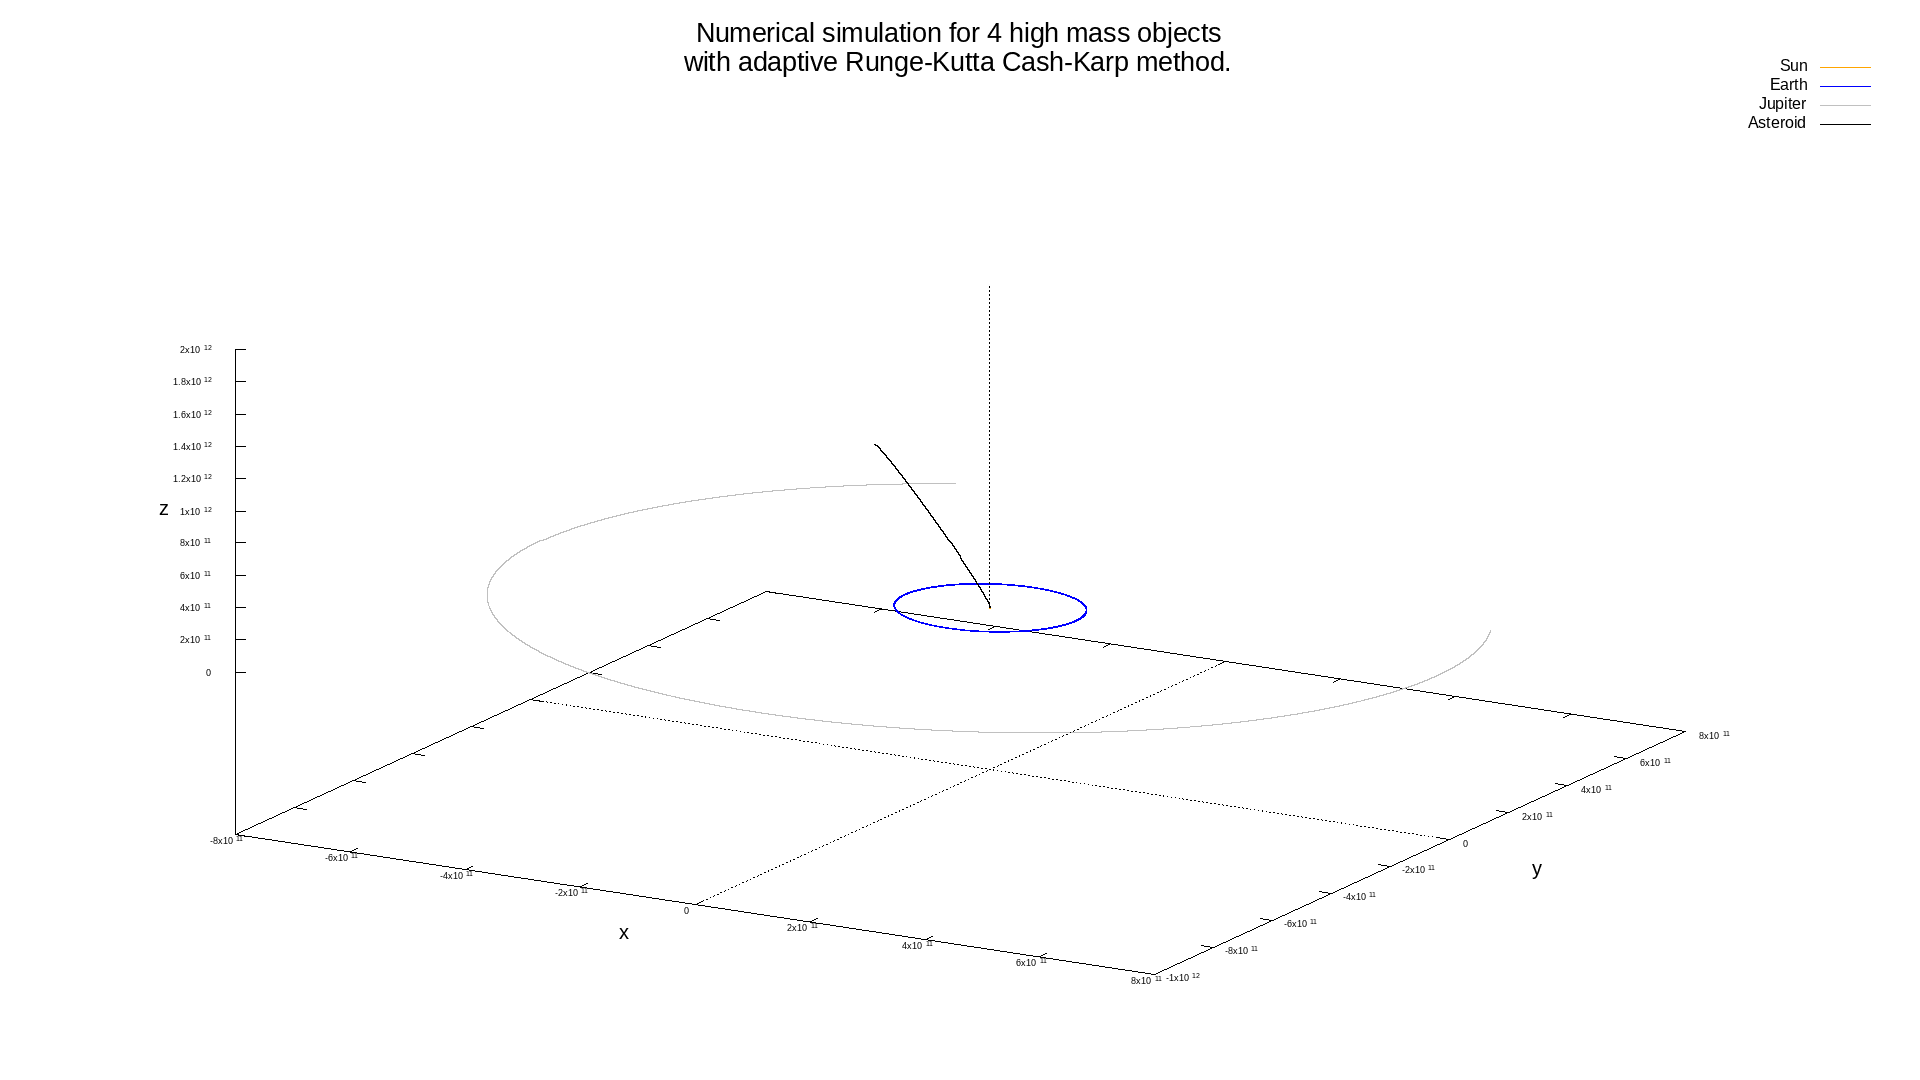 Numerical simulation for 4 high mass objects
with adaptive Runge-Kutta Cash-Karp method.
Sun
Earth
Jupiter
Asteroid
2x10 12
1.8x10 12
1.6x10 12
1.4x10 12
1.2x10 12
z
1x10 12
8x10 11
6x10 11
4x10 11
2x10 11
0
-8x10 11
-6x10 11
-4x10 11
-2x10 11
0
2x10 11
4x10 11
6x10 11
8x10 11
x
8x10 11
6x10 11
4x10 11
2x10 11
0
-2x10 11
-4x10 11
-6x10 11
-8x10 11
-1x10 12
y